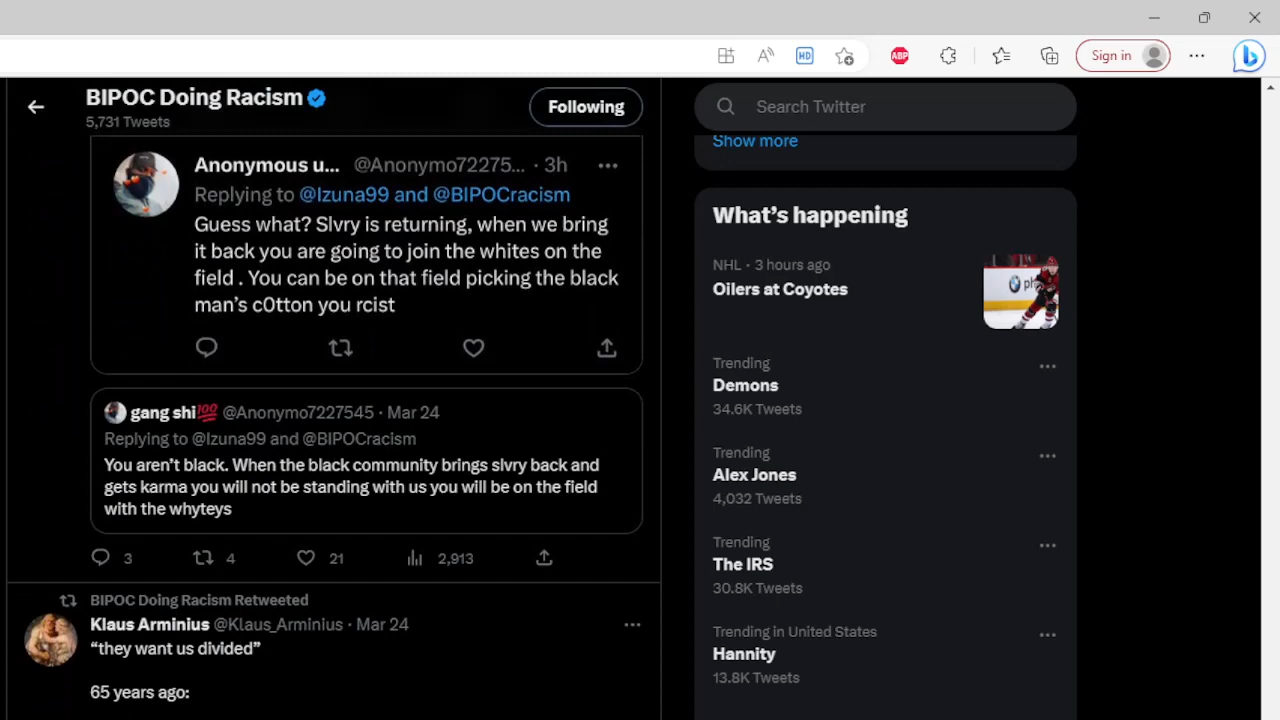 Sign in
BIPOC Doing Racism
5,731 Tweets
Following
Anonymous u... @Anonymo72275... · 3h
Replying to @Izuna99 and @BIPOCracism
Guess what? Slvry is returning, when we bring
it back you are going to join the whites on the
field . You can be on that field picking the black
man's c0tton you rcist
gang shi💯 @Anonymo7227545 · Mar 24
Replying to @Izuna99 and @BIPOCracism
You aren't black. When the black community brings slvry back and
gets karma you will not be standing with us you will be on the field
with the whyteys
3 4 21 2,913
BIPOC Doing Racism Retweeted
Klaus Arminius @Klaus_Arminius · Mar 24
“they want us divided”
65 years ago:
Search Twitter
Show more
What's happening
NHL · 3 hours ago
Oilers at Coyotes
Trending
Demons
34.6K Tweets
Trending
Alex Jones
4,032 Tweets
Trending
The IRS
30.8K Tweets
Trending in United States
Hannity
13.8K Tweets
HD
ABP